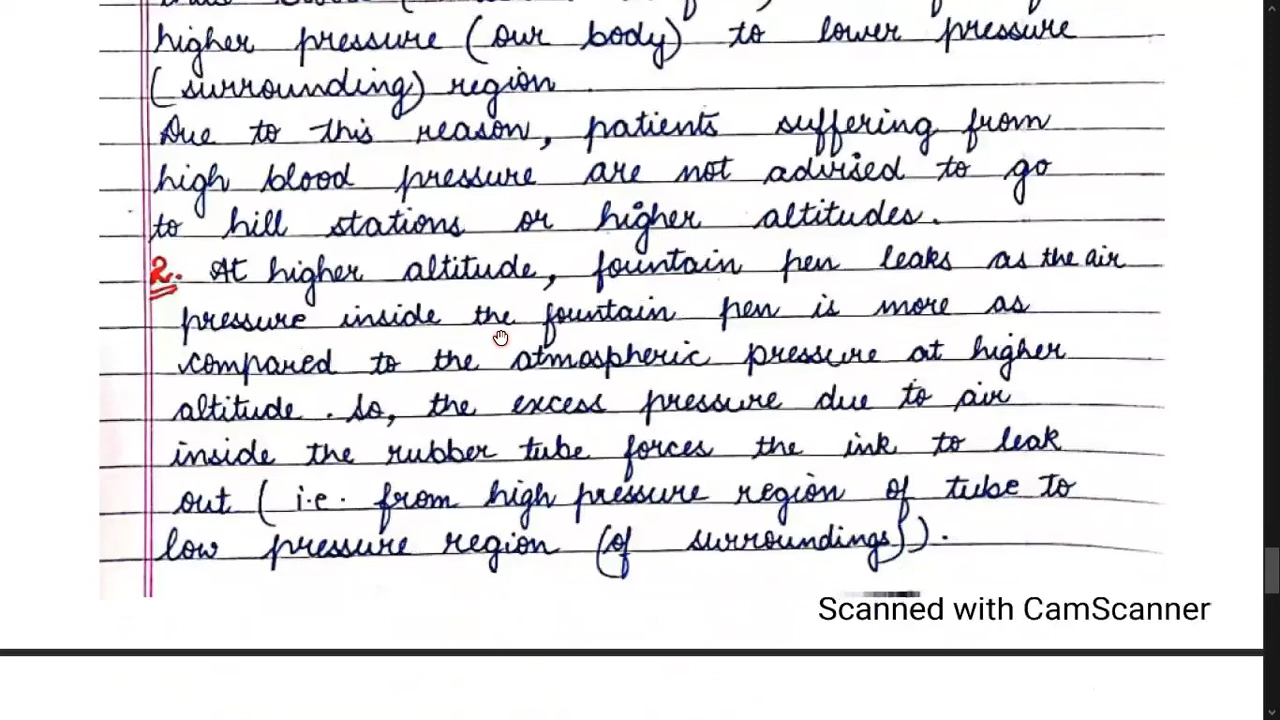 higher pressure (our body) to lower pressure
(surrounding) region
Due to this reason, patients suffering from
high blood pressure are not advised to go
to hill stations or higher altitudes.
2. At higher altitude, fountain pen leaks as the air
pressure inside the fountain pen is more as
compared to the atmospheric pressure at higher
altitude. So, the excess pressure due to air
inside the rubber tube forces the ink to leak
out (i.e. from high pressure region of tube to
low pressure region (of surroundings)).
Scanned with CamScanner